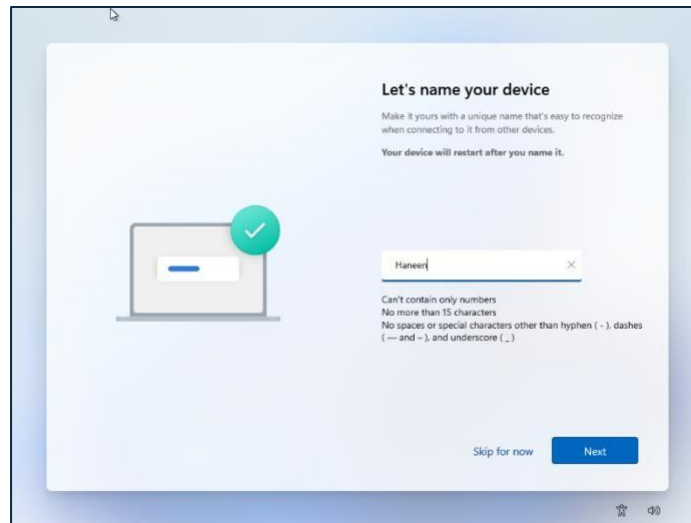 Let's name your device
Make it yours with a unique name that's easy to recognize
when connecting to it from other devices.
Your device will restart after you name it.
Haneen
Can't contain only numbers
No more than 15 characters
No spaces or special characters other than hyphen ( - ), dashes
( — and – ), and underscore ( _ )
Skip for now
Next